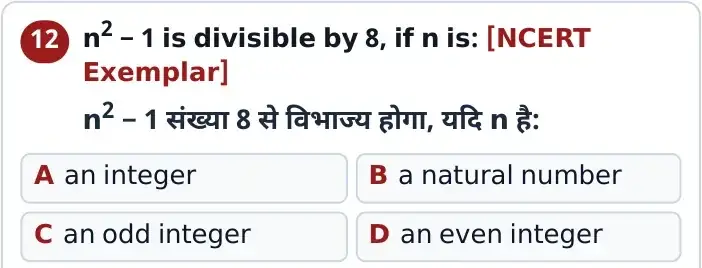 12 n² – 1 is divisible by 8, if n is: [NCERT
Exemplar]
n² – 1 संख्या 8 से विभाज्य होगा, यदि n है:
A an integer
B a natural number
C an odd integer
D an even integer